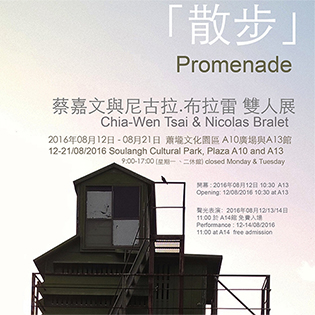 「散步」
Promenade
蔡嘉文與尼古拉.布拉雷 雙人展
Chia-Wen Tsai & Nicolas Bralet
2016年08月12日 - 08月21日 蕭壠文化園區 A10廣場與A13館
12-21/08/2016 Soulangh Cultural Park, Plaza A10 and A13
9:00-17:00 (星期一、二休館) closed Monday & Tuesday
開幕 : 2016年08月12日 10:30 A13
Opening: 12/08/2016 10:30 at A13
聲光表演: 2016年08月12/13/14日
11:00 於 A14館 免費入場
Performance : 12-14/08/2016
11:00 at A14 free admission